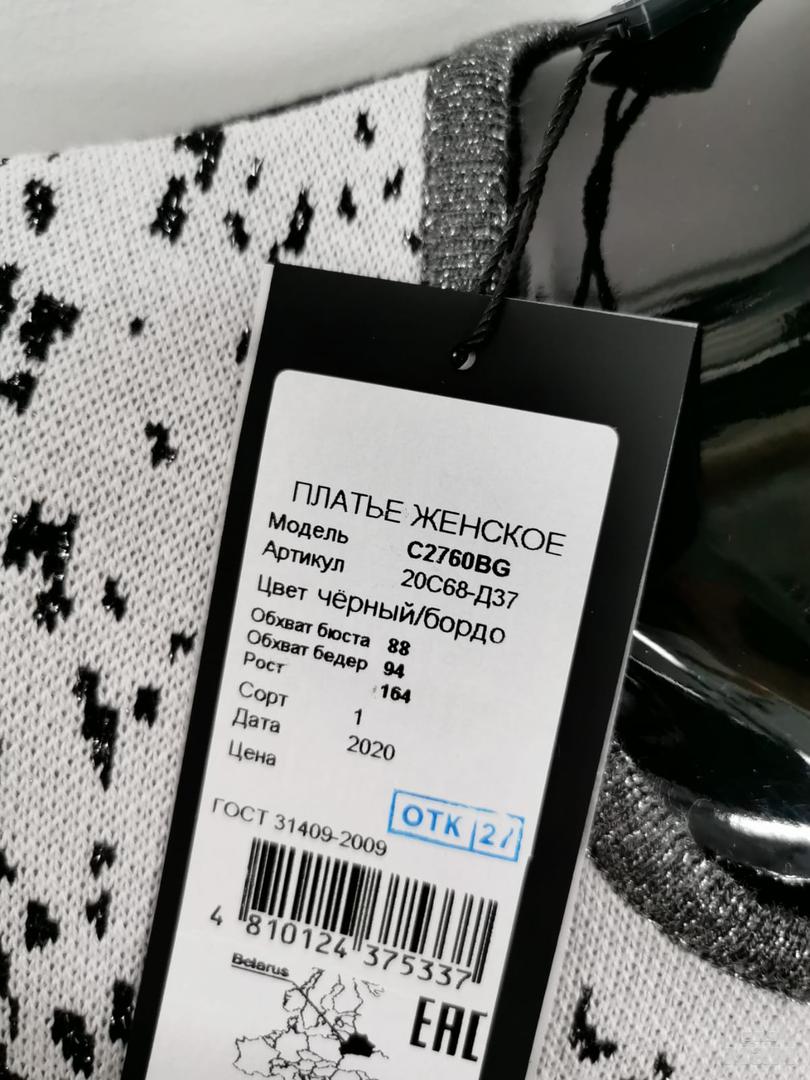 ПЛАТЬЕ ЖЕНСКОЕ
Модель C2760BG
Артикул 20С68-Д37
Цвет чёрный/бордо
Обхват бюста 88
Обхват бедер 94
Рост 164
Сорт 1
Дата 2020
Цена
ОТК 27
ГОСТ 31409-2009
4 810124 375337
Belarus
EAC